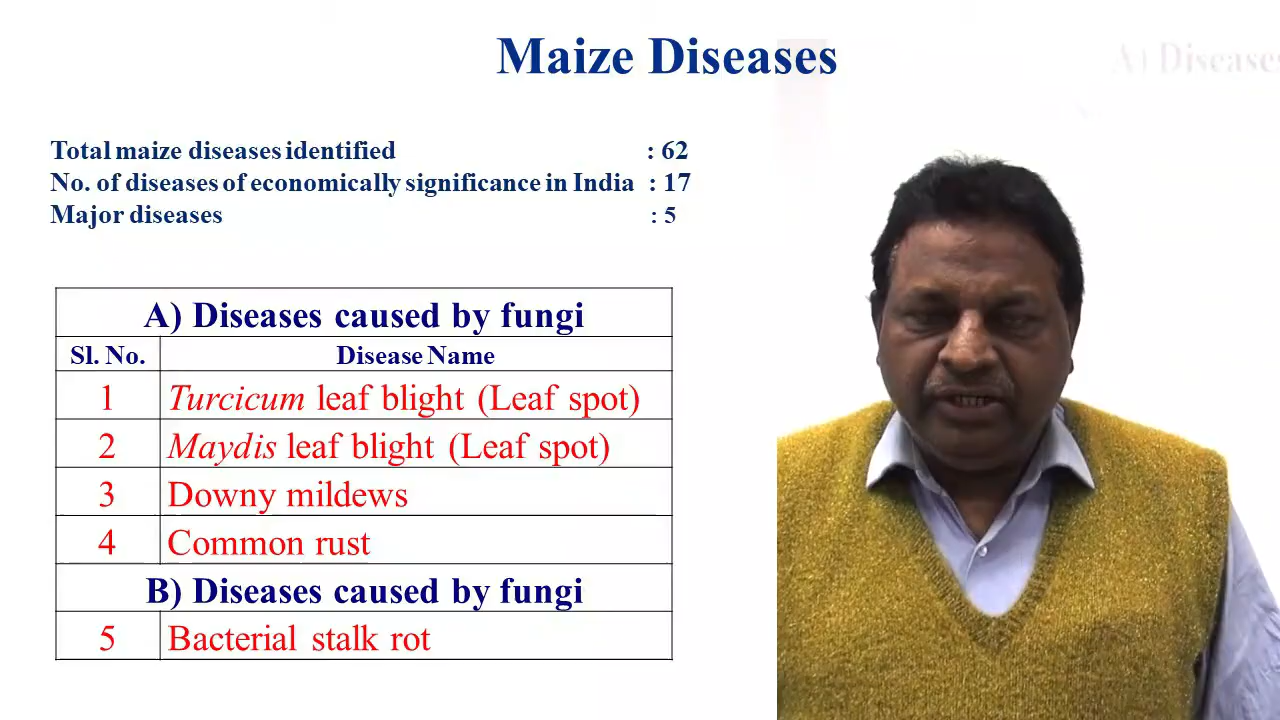 Maize Diseases
A) Diseases
Total maize diseases identified : 62
No. of diseases of economically significance in India : 17
Major diseases : 5
A) Diseases caused by fungi
Sl. No. Disease Name
1 Turcicum leaf blight (Leaf spot)
2 Maydis leaf blight (Leaf spot)
3 Downy mildews
4 Common rust
B) Diseases caused by fungi
5 Bacterial stalk rot